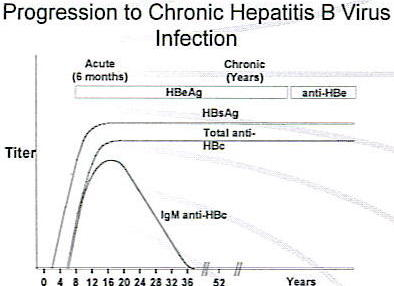 Progression to Chronic Hepatitis B Virus
Infection
Acute
(6 months)
Chronic
(Years)
HBeAg
anti-HBe
HBsAg
Total anti-
HBc
Titer
IgM anti-HBc
0 4 8 12 16 20 24 28 32 36 52 Years